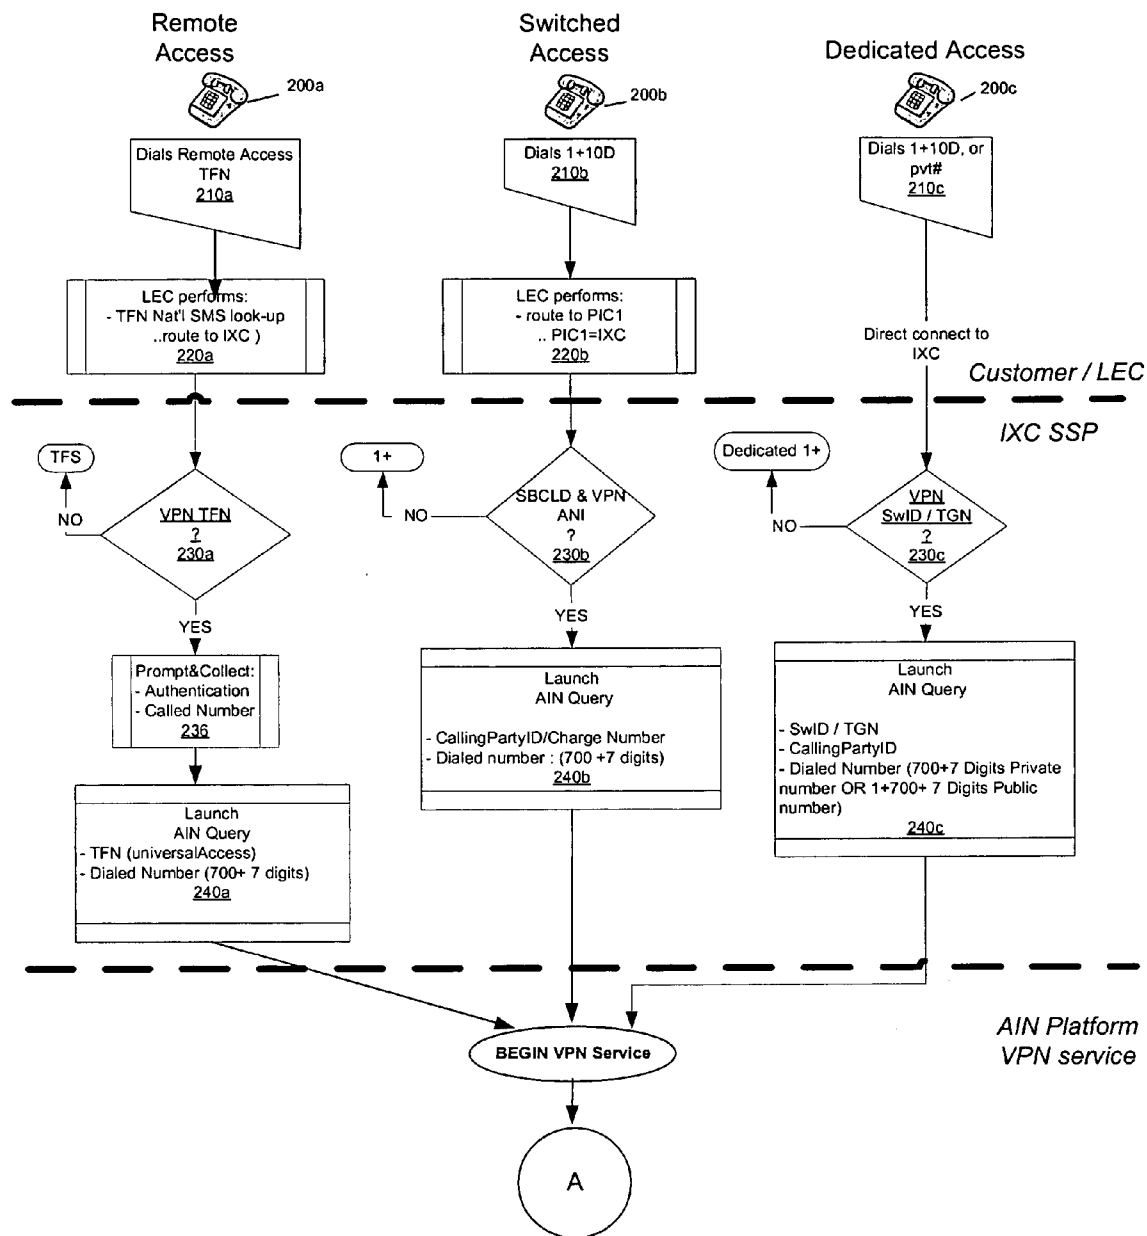 Remote
Access
Switched
Access
Dedicated Access
200a
200b
200c
Dials Remote Access
TFN
210a
Dials 1+10D
210b
Dials 1+10D, or
pvt#
210c
LEC performs:
- TFN Nat'l SMS look-up
..route to IXC )
220a
LEC performs:
- route to PIC1
.. PIC1=IXC
220b
Direct connect to
IXC
Customer / LEC
IXC SSP
TFS
NO
VPN TFN
?
230a
YES
1+
NO
SBCLD & VPN
ANI
?
230b
YES
Dedicated 1+
NO
VPN
SwID / TGN
?
230c
YES
Prompt&Collect:
- Authentication
- Called Number
236
Launch
AIN Query
- TFN (universalAccess)
- Dialed Number (700+ 7 digits)
240a
Launch
AIN Query
- CallingPartyID/Charge Number
- Dialed number : (700 +7 digits)
240b
Launch
AIN Query
- SwID / TGN
- CallingPartyID
- Dialed Number (700+7 Digits Private
number OR 1+700+ 7 Digits Public
number)
240c
AIN Platform
VPN service
BEGIN VPN Service
A